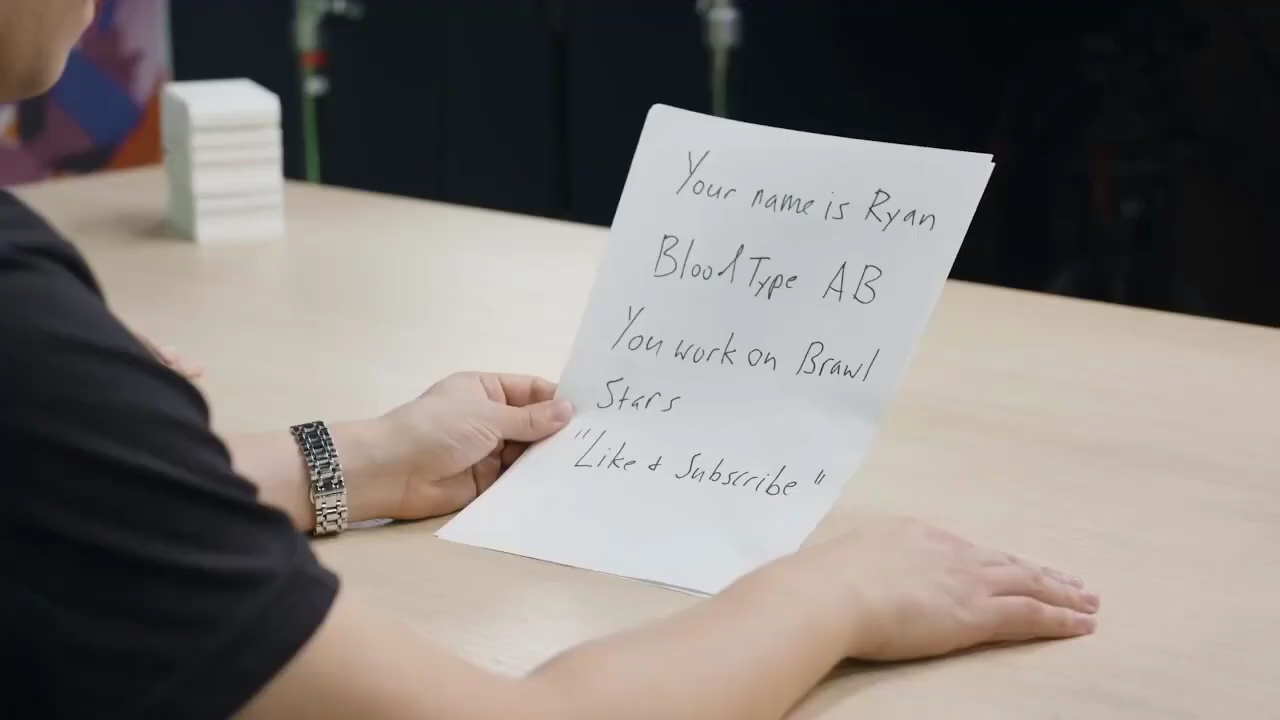 Your name is Ryan
Blood Type AB
You work on Brawl
Stars
"Like & Subscribe"